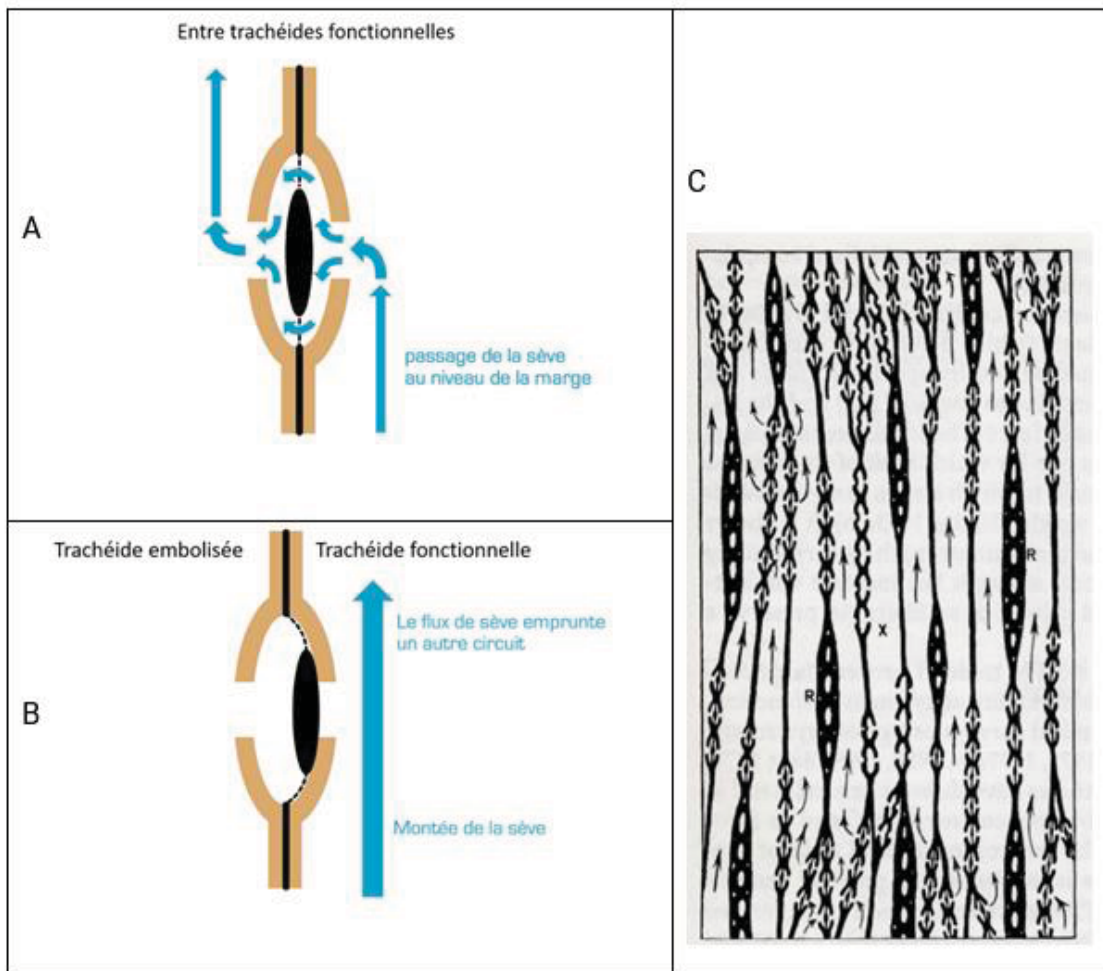 Entre trachéides fonctionnelles
A
passage de la sève
au niveau de la marge
Trachéide embolisée
Trachéide fonctionnelle
Le flux de sève emprunte
un autre circuit
B
Montée de la sève
C
R
X
R